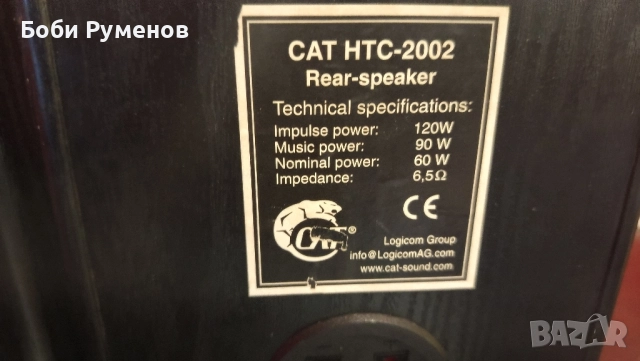 Боби Руменов
CAT HTC-2002
Rear-speaker
Technical specifications:
Impulse power: 120W
Music power: 90 W
Nominal power: 60 W
Impedance: 6,5Ω
CAT ®
CE
Logicom Group
info@LogicomAG.com
www.cat-sound.com
BAZAR